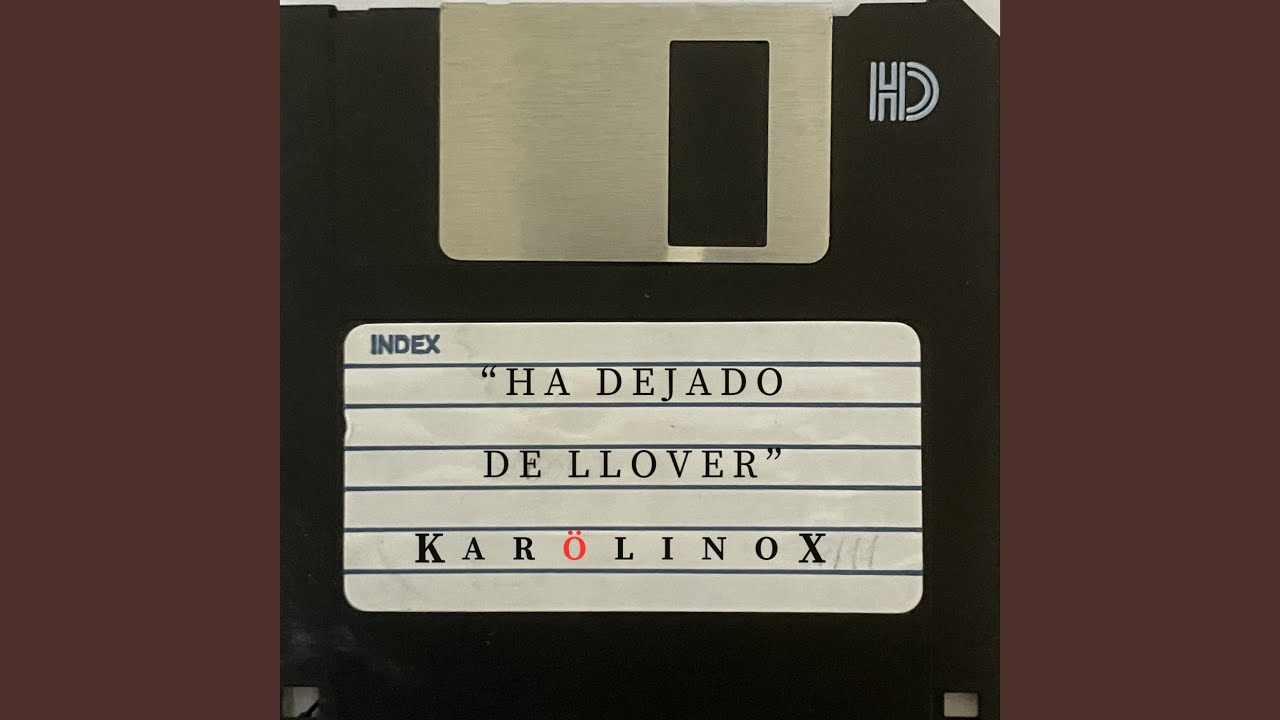 HD
INDEX
“HA DEJADO
DE LLOVER”
KARÖLINOX